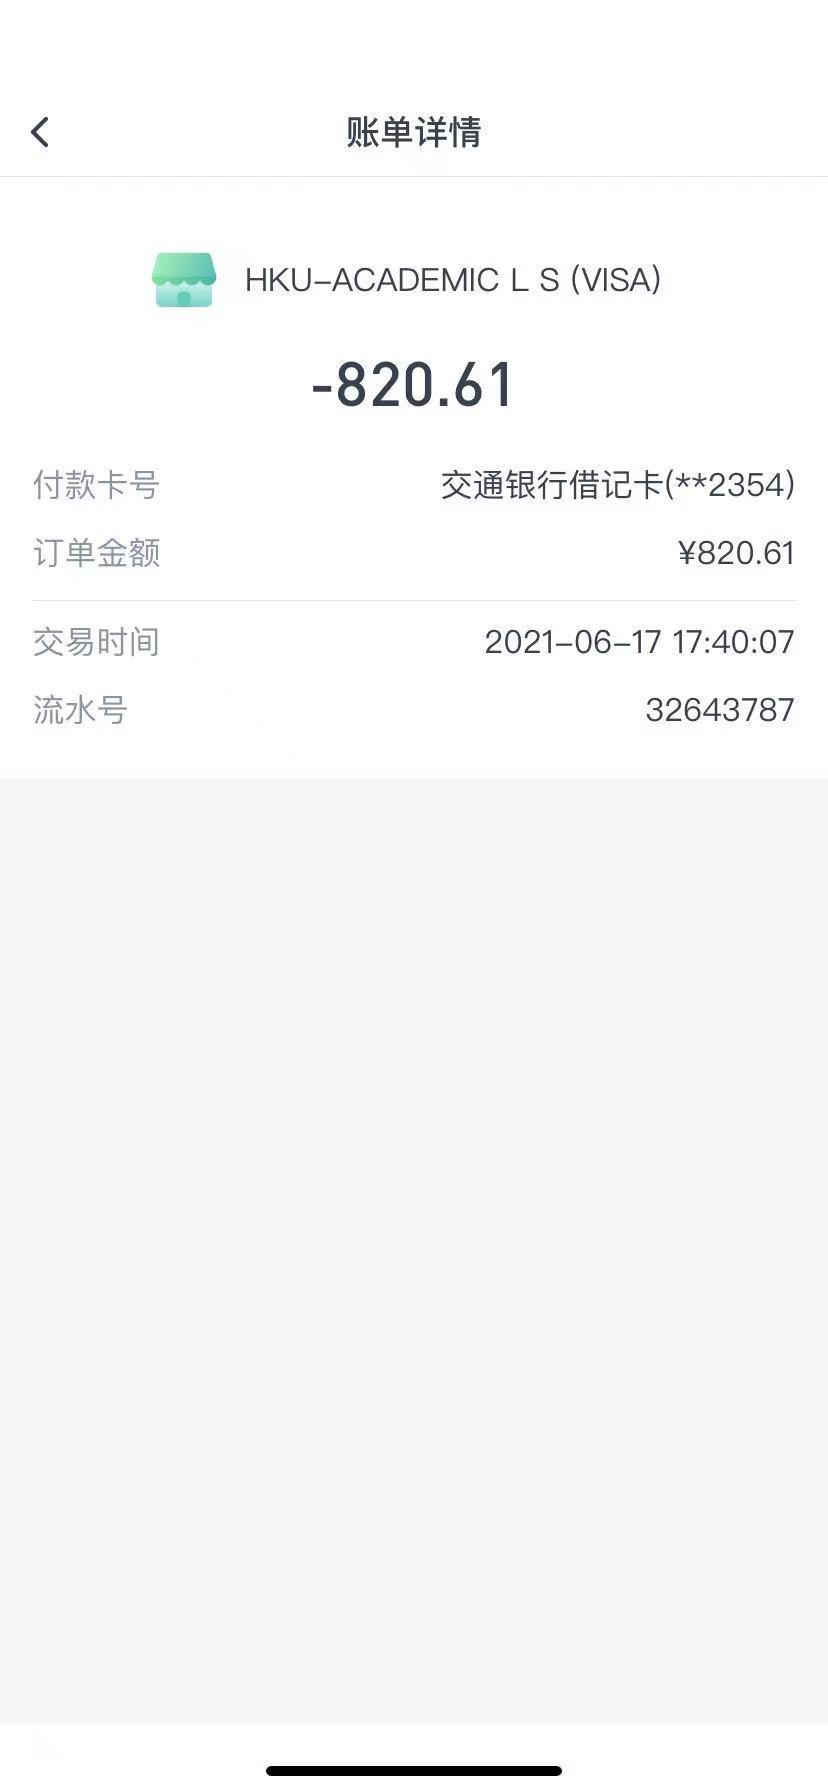 账单详情
HKU-ACADEMIC L S (VISA)
-820.61
付款卡号 交通银行借记卡(**2354)
订单金额 ¥820.61
交易时间 2021-06-17 17:40:07
流水号 32643787